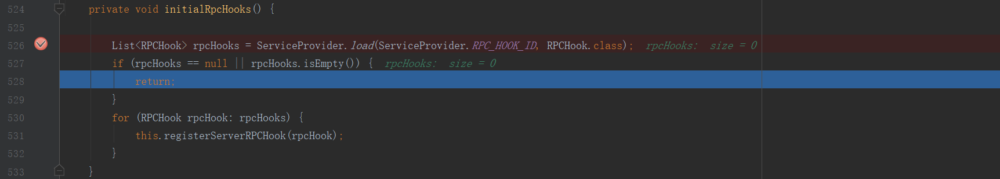 524 private void initialRpcHooks() {
525
526 List<RPCHook> rpcHooks = ServiceProvider.load(ServiceProvider.RPC_HOOK_ID, RPCHook.class); rpcHooks: size = 0
527 if (rpcHooks == null || rpcHooks.isEmpty()) { rpcHooks: size = 0
528 return;
529 }
530 for (RPCHook rpcHook: rpcHooks) {
531 this.registerServerRPCHook(rpcHook);
532 }
533 }